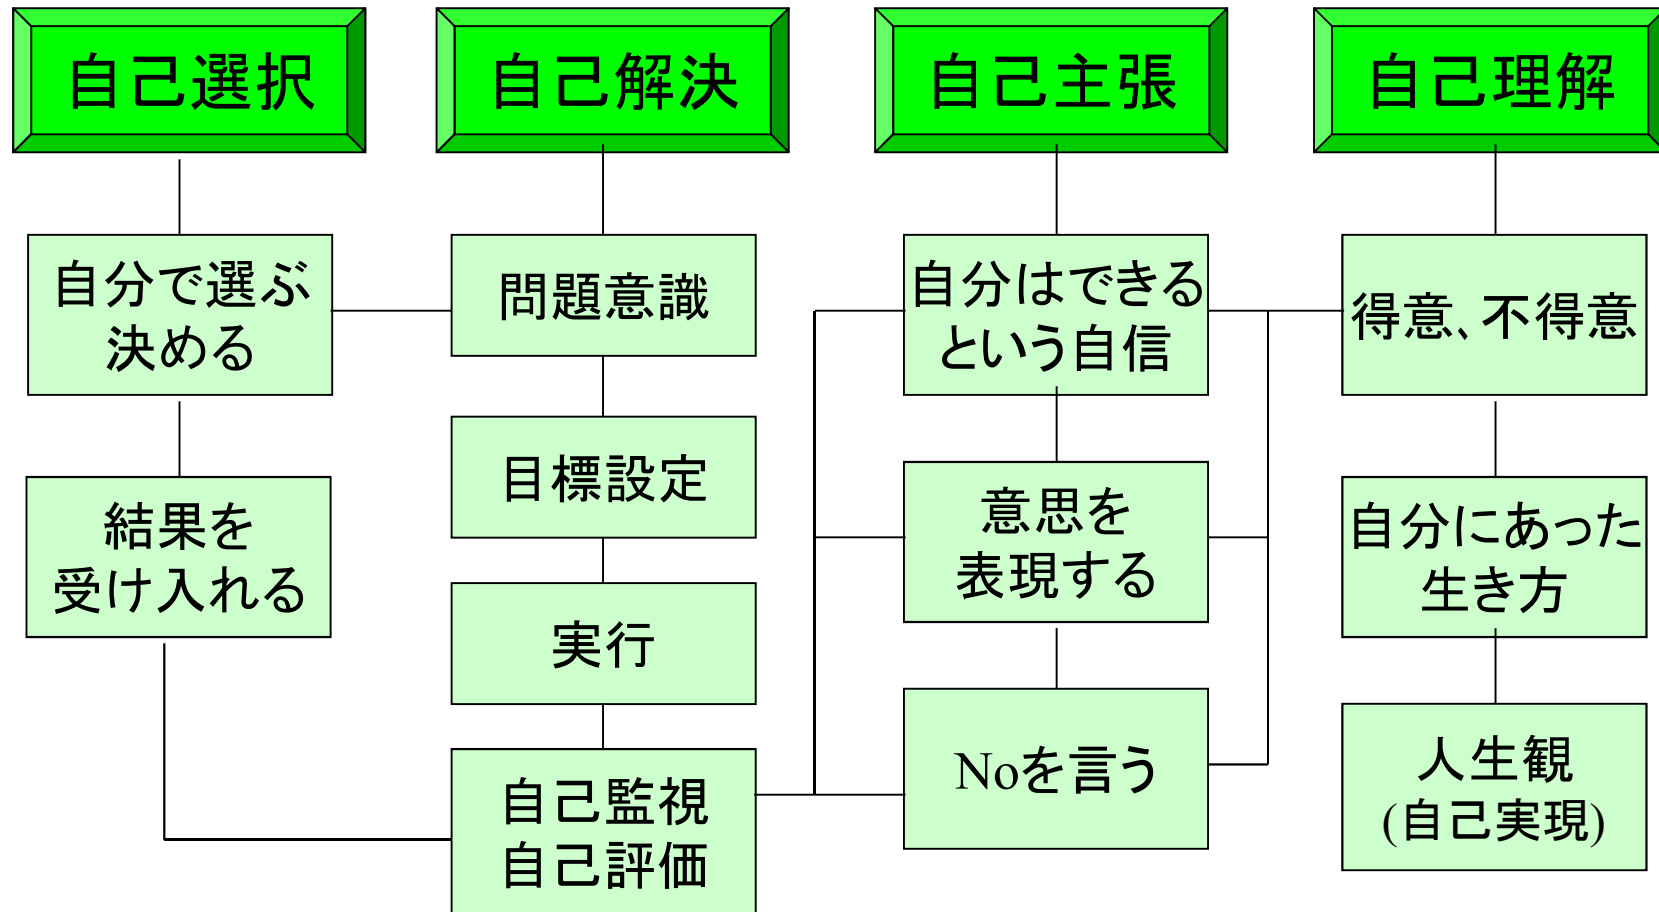 自己選択
自己解決
自己主張
自己理解
自分で選ぶ
決める
結果を
受け入れる
問題意識
目標設定
実行
自己監視
自己評価
自分はできる
という自信
意思を
表現する
Noを言う
得意、不得意
自分にあった
生き方
人生観
(自己実現)